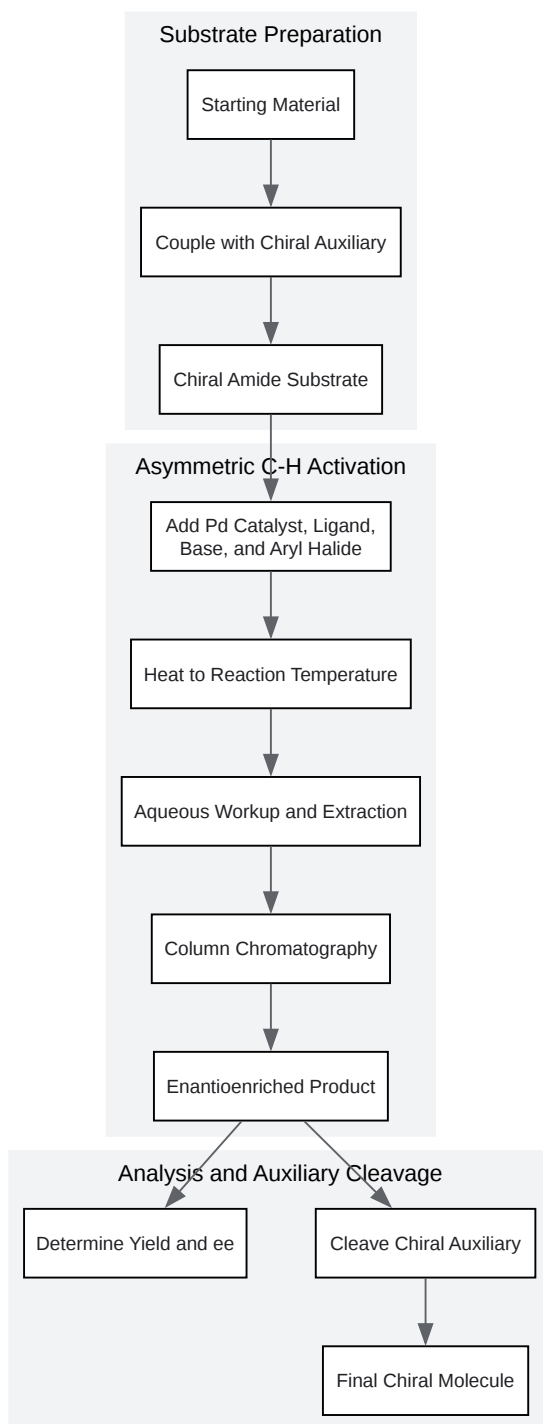 Substrate Preparation
Starting Material
Couple with Chiral Auxiliary
Chiral Amide Substrate
Asymmetric C-H Activation
Add Pd Catalyst, Ligand,
Base, and Aryl Halide
Heat to Reaction Temperature
Aqueous Workup and Extraction
Column Chromatography
Enantioenriched Product
Analysis and Auxiliary Cleavage
Determine Yield and ee
Cleave Chiral Auxiliary
Final Chiral Molecule